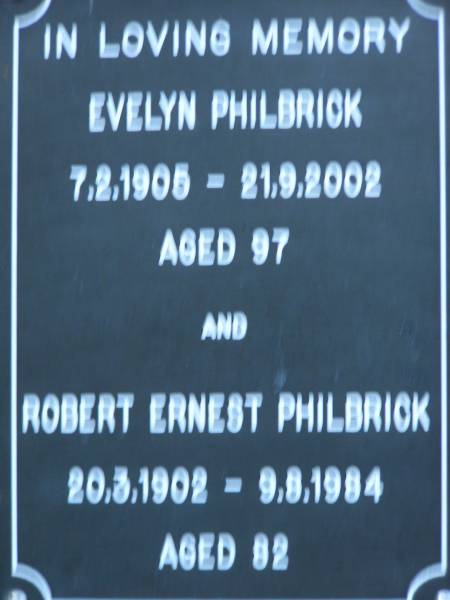 IN LOVING MEMORY
EVELYN PHILBRICK
7.2.1905 - 21.9.2002
AGED 97
AND
ROBERT ERNEST PHILBRICK
20.3.1902 - 9.8.1984
AGED 82